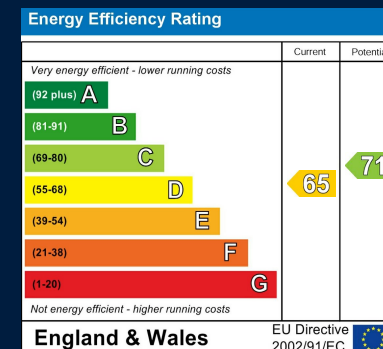 Energy Efficiency Rating
Current
Very energy efficient - lower running costs
(92 plus) A
(81-91) B
(69-80) C
71
(55-68) D
65
(39-54) E
(21-38) F
(1-20) G
Not energy efficient - higher running costs
England & Wales
EU Directive
2002/91/EC